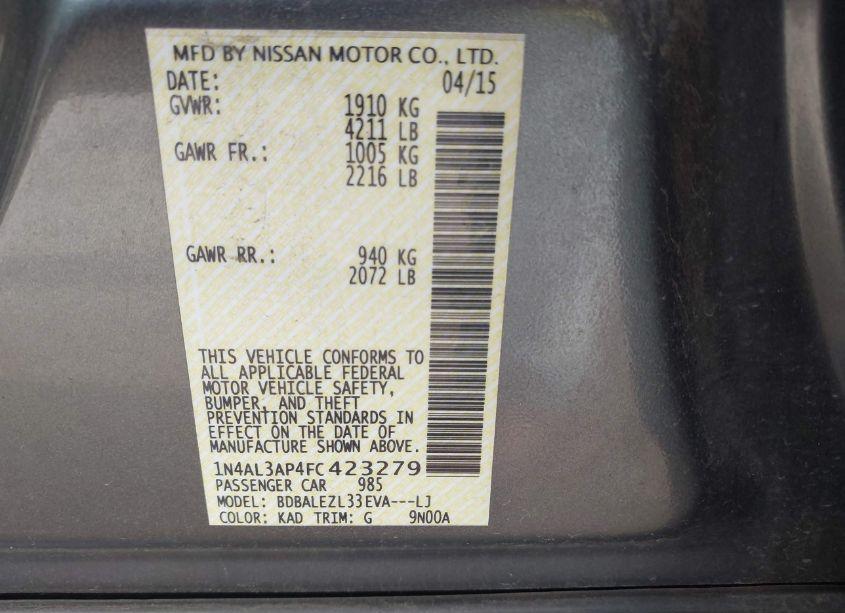 MFD BY NISSAN MOTOR CO., LTD.
DATE: 04/15
GVWR: 1910 KG
4211 LB
GAWR FR.: 1005 KG
2216 LB
GAWR RR.: 940 KG
2072 LB
THIS VEHICLE CONFORMS TO
ALL APPLICABLE FEDERAL
MOTOR VEHICLE SAFETY,
BUMPER, AND THEFT
PREVENTION STANDARDS IN
EFFECT ON THE DATE OF
MANUFACTURE SHOWN ABOVE.
1N4AL3AP4FC423279
PASSENGER CAR 985
MODEL: BDBALEZL33EVA---LJ
COLOR: KAD TRIM: G 9N00A